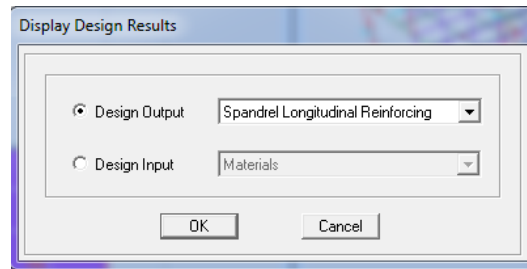 Display Design Results
Design Output Spandrel Longitudinal Reinforcing
Design Input Materials
OK Cancel